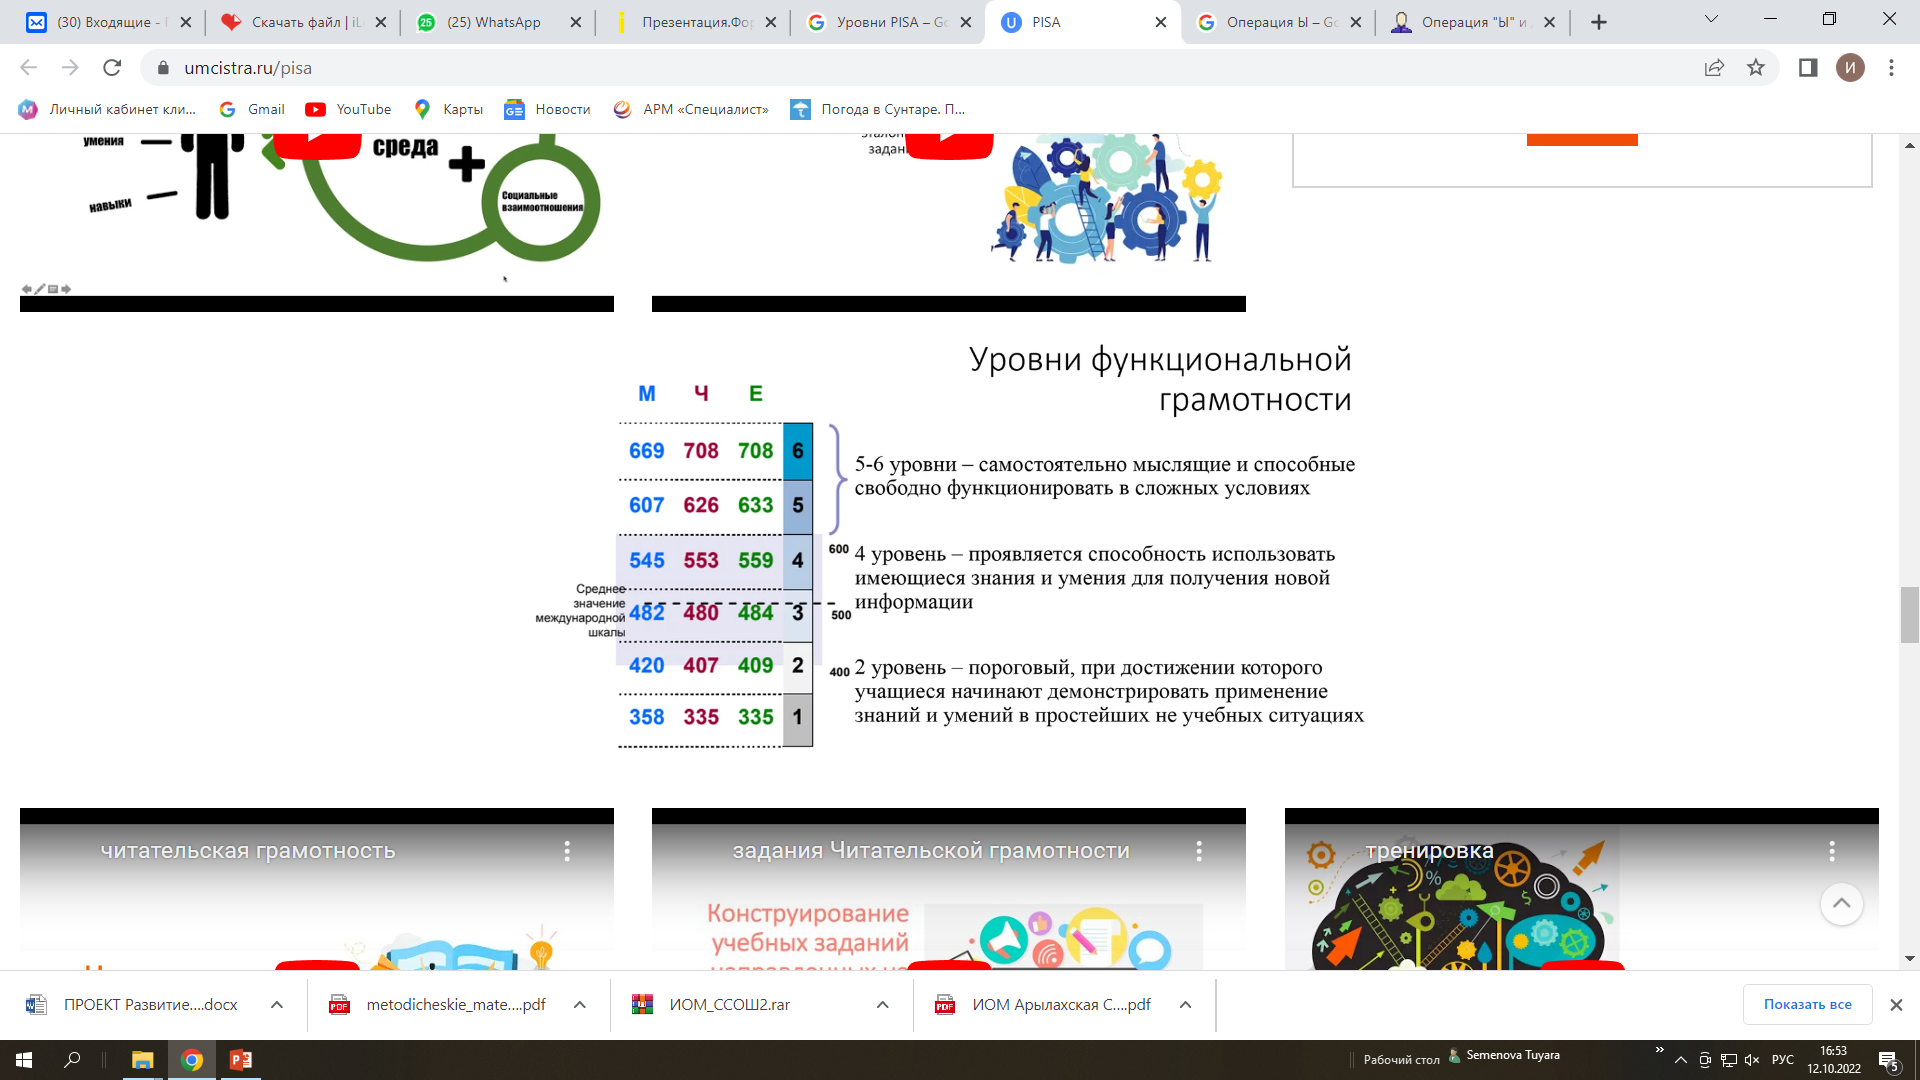 (30) Входящие - П
Скачать файл | iLo
(25) WhatsApp
Презентация.Фор
Уровни PISA – Go
PISA
Операция Ы – Go
Операция "Ы" и д
umcistra.ru/pisa
И
Личный кабинет кли...
Gmail
YouTube
Карты
Новости
АРМ «Специалист»
Погода в Сунтаре. П...
умения
среда
навыки
Социальные
взаимоотношения
задани
Уровни функциональной
грамотности
М Ч Е
669 708 708 6
607 626 633 5
545 553 559 4
482 480 484 3
420 407 409 2
358 335 335 1
Среднее
значение
международной
шкалы
600
500
400
5-6 уровни – самостоятельно мыслящие и способные
свободно функционировать в сложных условиях
4 уровень – проявляется способность использовать
имеющиеся знания и умения для получения новой
информации
2 уровень – пороговый, при достижении которого
учащиеся начинают демонстрировать применение
знаний и умений в простейших не учебных ситуациях
читательская грамотность
задания Читательской грамотности
Конструирование
учебных заданий
тренировка
ПРОЕКТ Развитие....docx
metodicheskie_mate....pdf
ИОМ_ССОШ2.rar
ИОМ Арылахская С....pdf
Показать все
Рабочий стол
Semenova Tuyara
РУС
16:53
12.10.2022
5